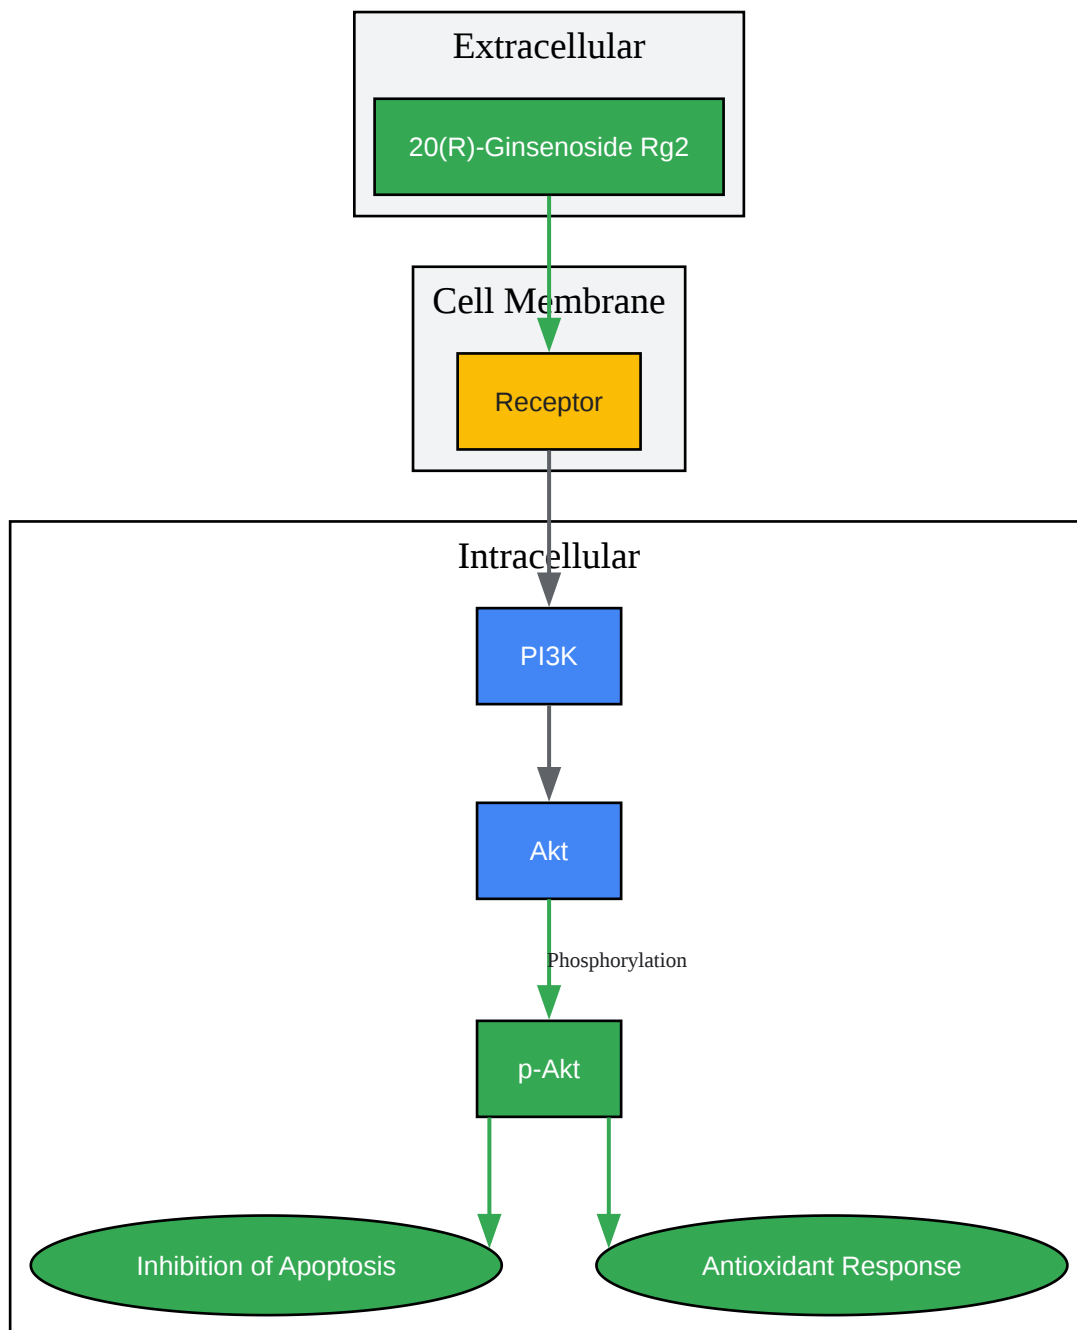 Extracellular
20(R)-Ginsenoside Rg2
Cell Membrane
Receptor
Intracellular
PI3K
Akt
Phosphorylation
p-Akt
Inhibition of Apoptosis
Antioxidant Response